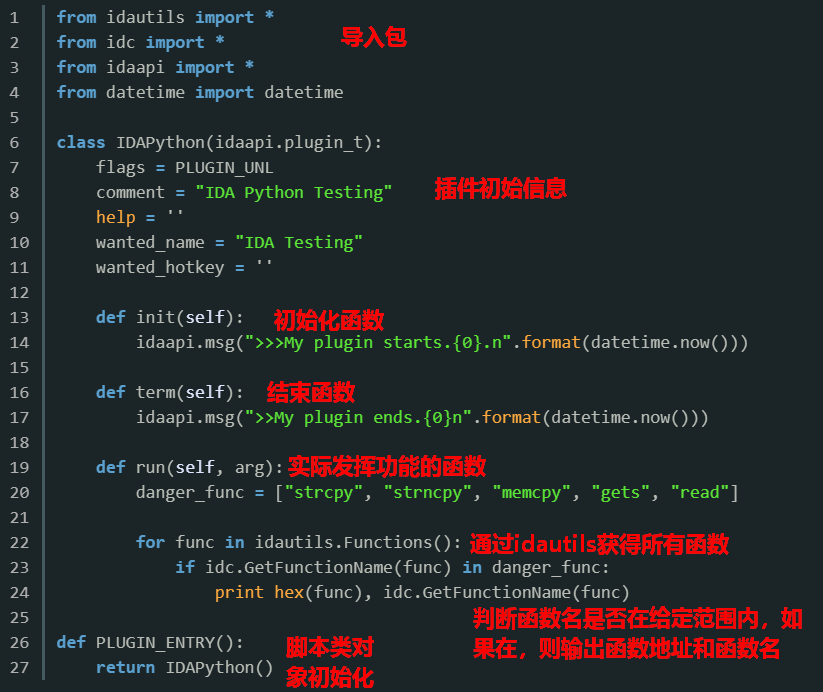 1 from idautils import *
2 from idc import * 导入包
3 from idaapi import *
4 from datetime import datetime
5
6 class IDAPython(idaapi.plugin_t):
7     flags = PLUGIN_UNL
8     comment = "IDA Python Testing" 插件初始信息
9     help = ''
10     wanted_name = "IDA Testing"
11     wanted_hotkey = ''
12
13     def init(self): 初始化函数
14         idaapi.msg(">>>My plugin starts.{0}.n".format(datetime.now()))
15
16     def term(self): 结束函数
17         idaapi.msg(">>My plugin ends.{0}n".format(datetime.now()))
18
19     def run(self, arg): 实际发挥功能的函数
20         danger_func = ["strcpy", "strncpy", "memcpy", "gets", "read"]
21
22         for func in idautils.Functions(): 通过idautils获得所有函数
23             if idc.GetFunctionName(func) in danger_func:
24                 print hex(func), idc.GetFunctionName(func)
25
判断函数名是否在给定范围内，如
果在，则输出函数地址和函数名
26 def PLUGIN_ENTRY():
27     return IDAPython()
脚本类对
象初始化